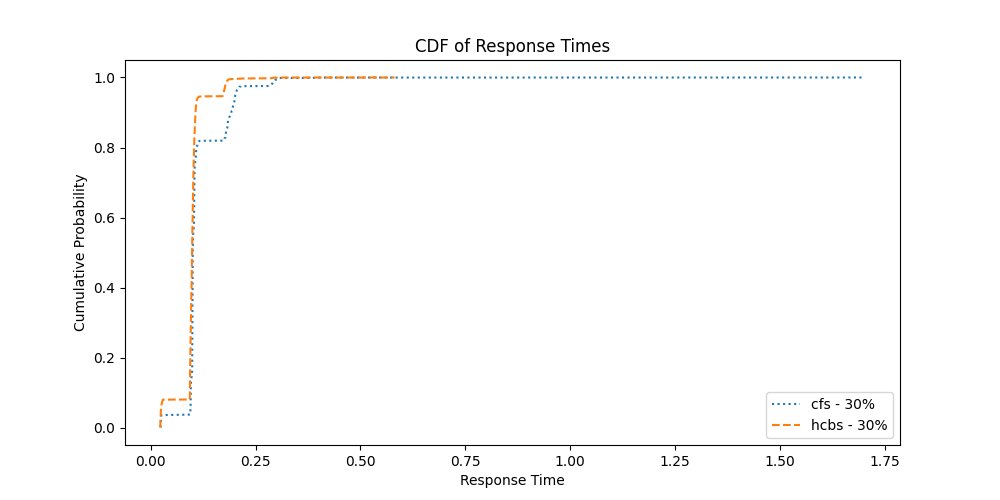 CDF of Response Times
Cumulative Probability
1.0
0.8
0.6
0.4
0.2
0.0
0.00 0.25 0.50 0.75 1.00 1.25 1.50 1.75
Response Time
cfs - 30%
hcbs - 30%